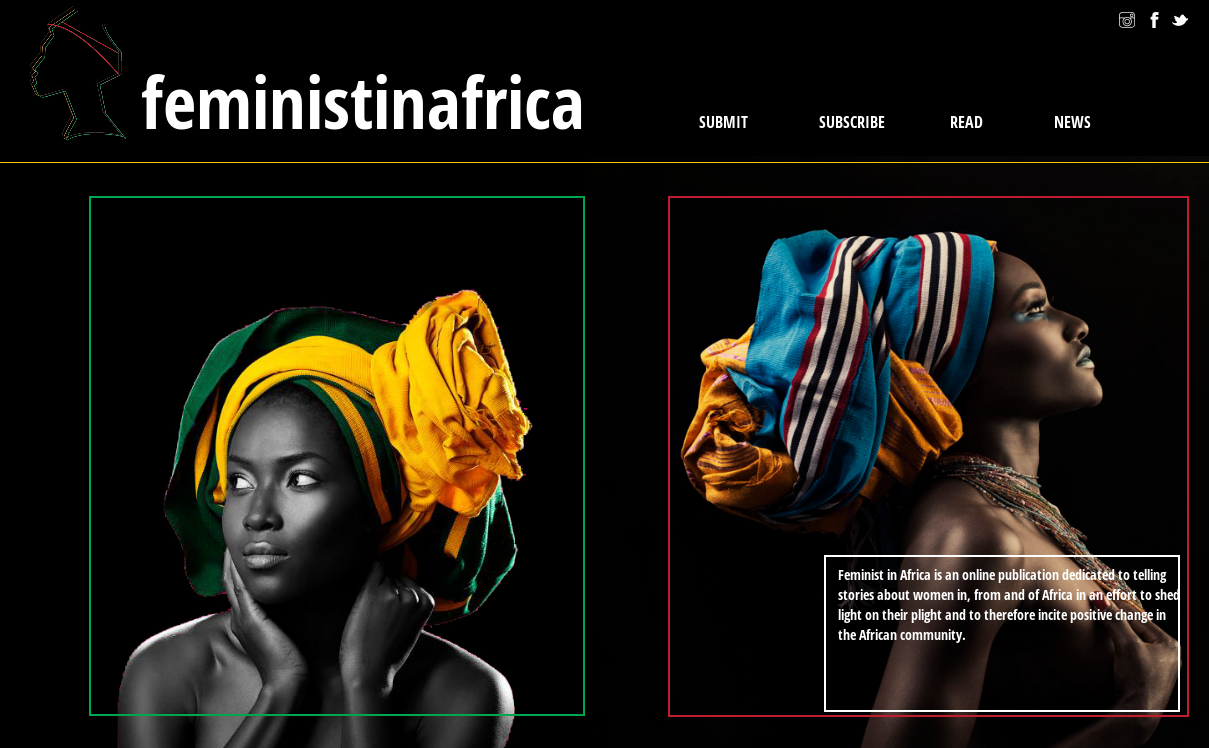 feministinafrica
SUBMIT
SUBSCRIBE
READ
NEWS
Feminist in Africa is an online publication dedicated to telling
stories about women in, from and of Africa in an effort to shed
light on their plight and to therefore incite positive change in
the African community.